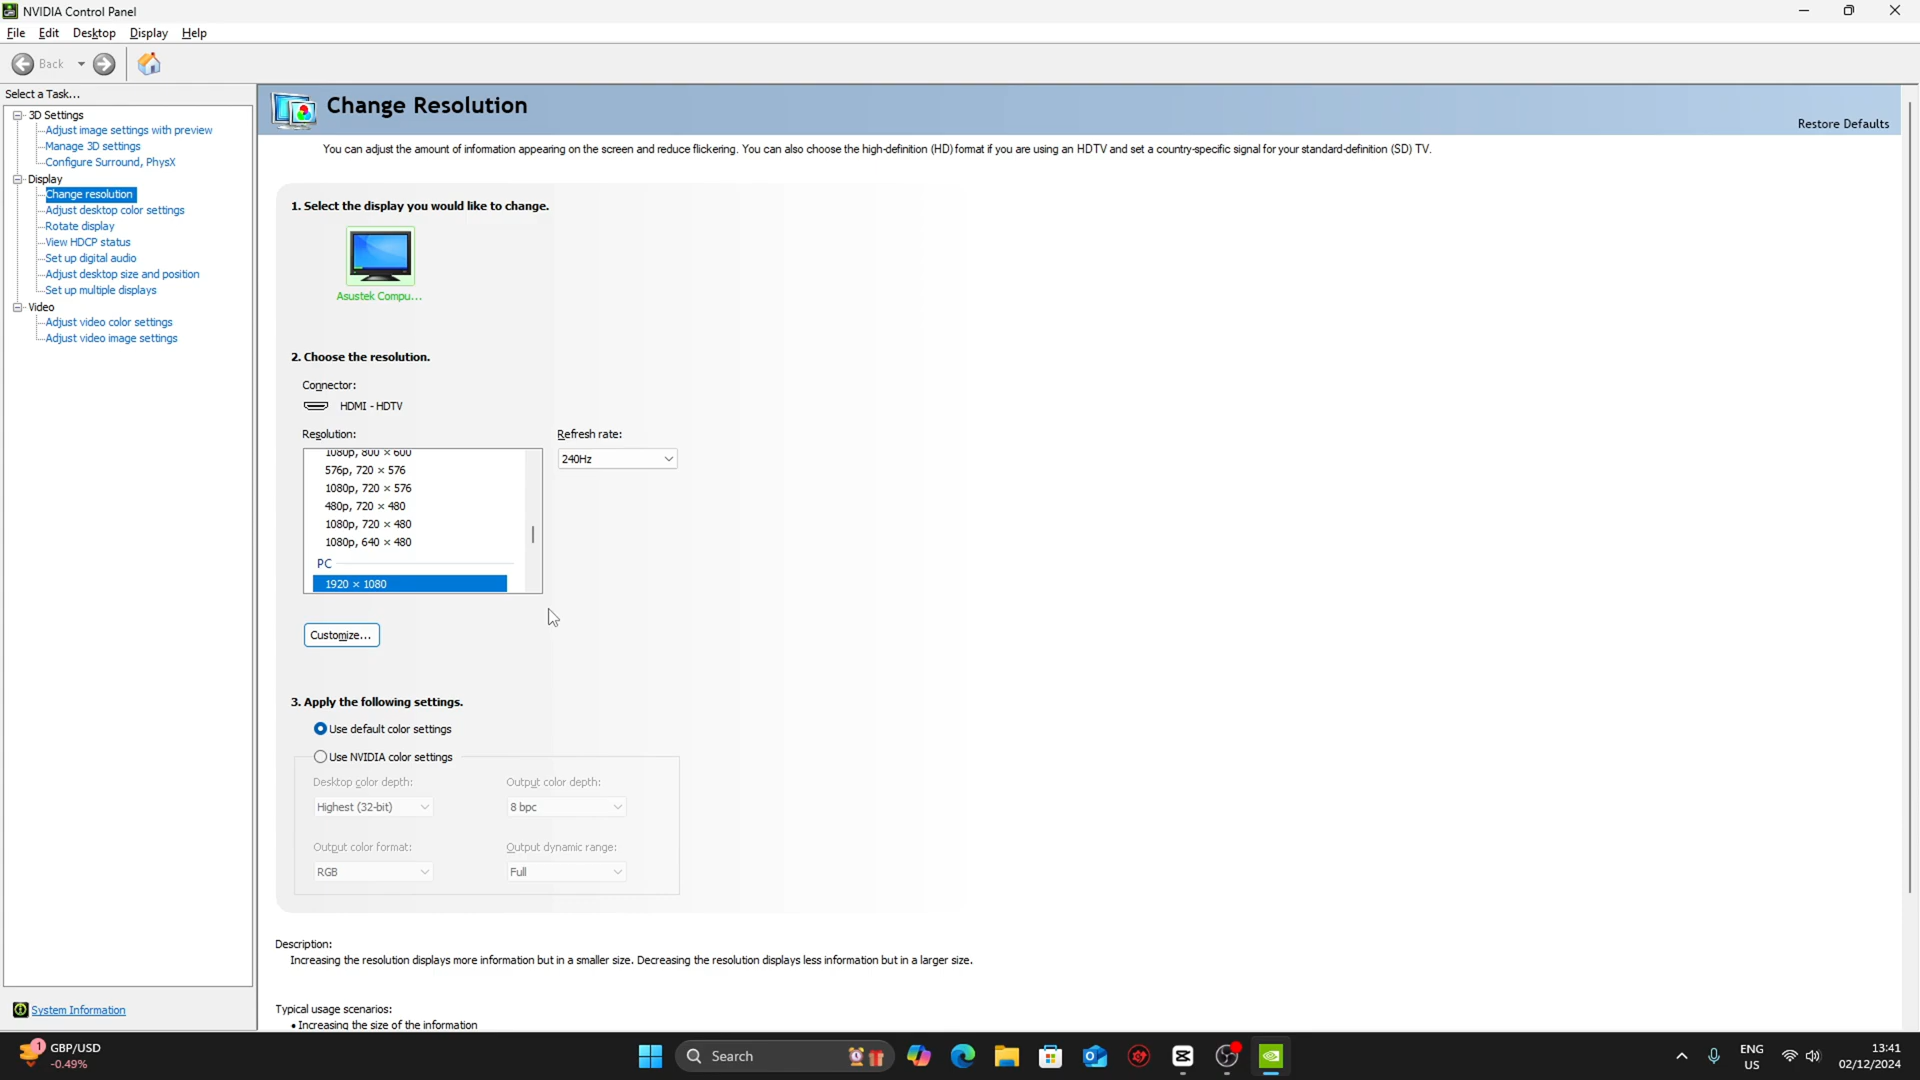 NVIDIA Control Panel
File Edit Desktop Display Help
Back
Select a Task...
3D Settings
Adjust image settings with preview
Manage 3D settings
Configure Surround, PhysX
Display
Change resolution
Adjust desktop color settings
Rotate display
View HDCP status
Set up digital audio
Adjust desktop size and position
Set up multiple displays
Video
Adjust video color settings
Adjust video image settings
System Information
Change Resolution
Restore Defaults
You can adjust the amount of information appearing on the screen and reduce flickering. You can also choose the high-definition (HD) format if you are using an HDTV and set a country-specific signal for your standard-definition (SD) TV.
1. Select the display you would like to change.
Asustek Compu...
2. Choose the resolution.
Connector:
HDMI - HDTV
Resolution:
1080p, 800 × 600
576p, 720 × 576
1080p, 720 × 576
480p, 720 × 480
1080p, 720 × 480
1080p, 640 × 480
PC
1920 × 1080
Refresh rate:
240Hz
Customize...
3. Apply the following settings.
Use default color settings
Use NVIDIA color settings
Desktop color depth:
Highest (32-bit)
Output color depth:
8 bpc
Output color format:
RGB
Output dynamic range:
Full
Description:
Increasing the resolution displays more information but in a smaller size. Decreasing the resolution displays less information but in a larger size.
Typical usage scenarios:
• Increasing the size of the information
1
GBP/USD
-0.49%
Search
ENG
US
13:41
02/12/2024